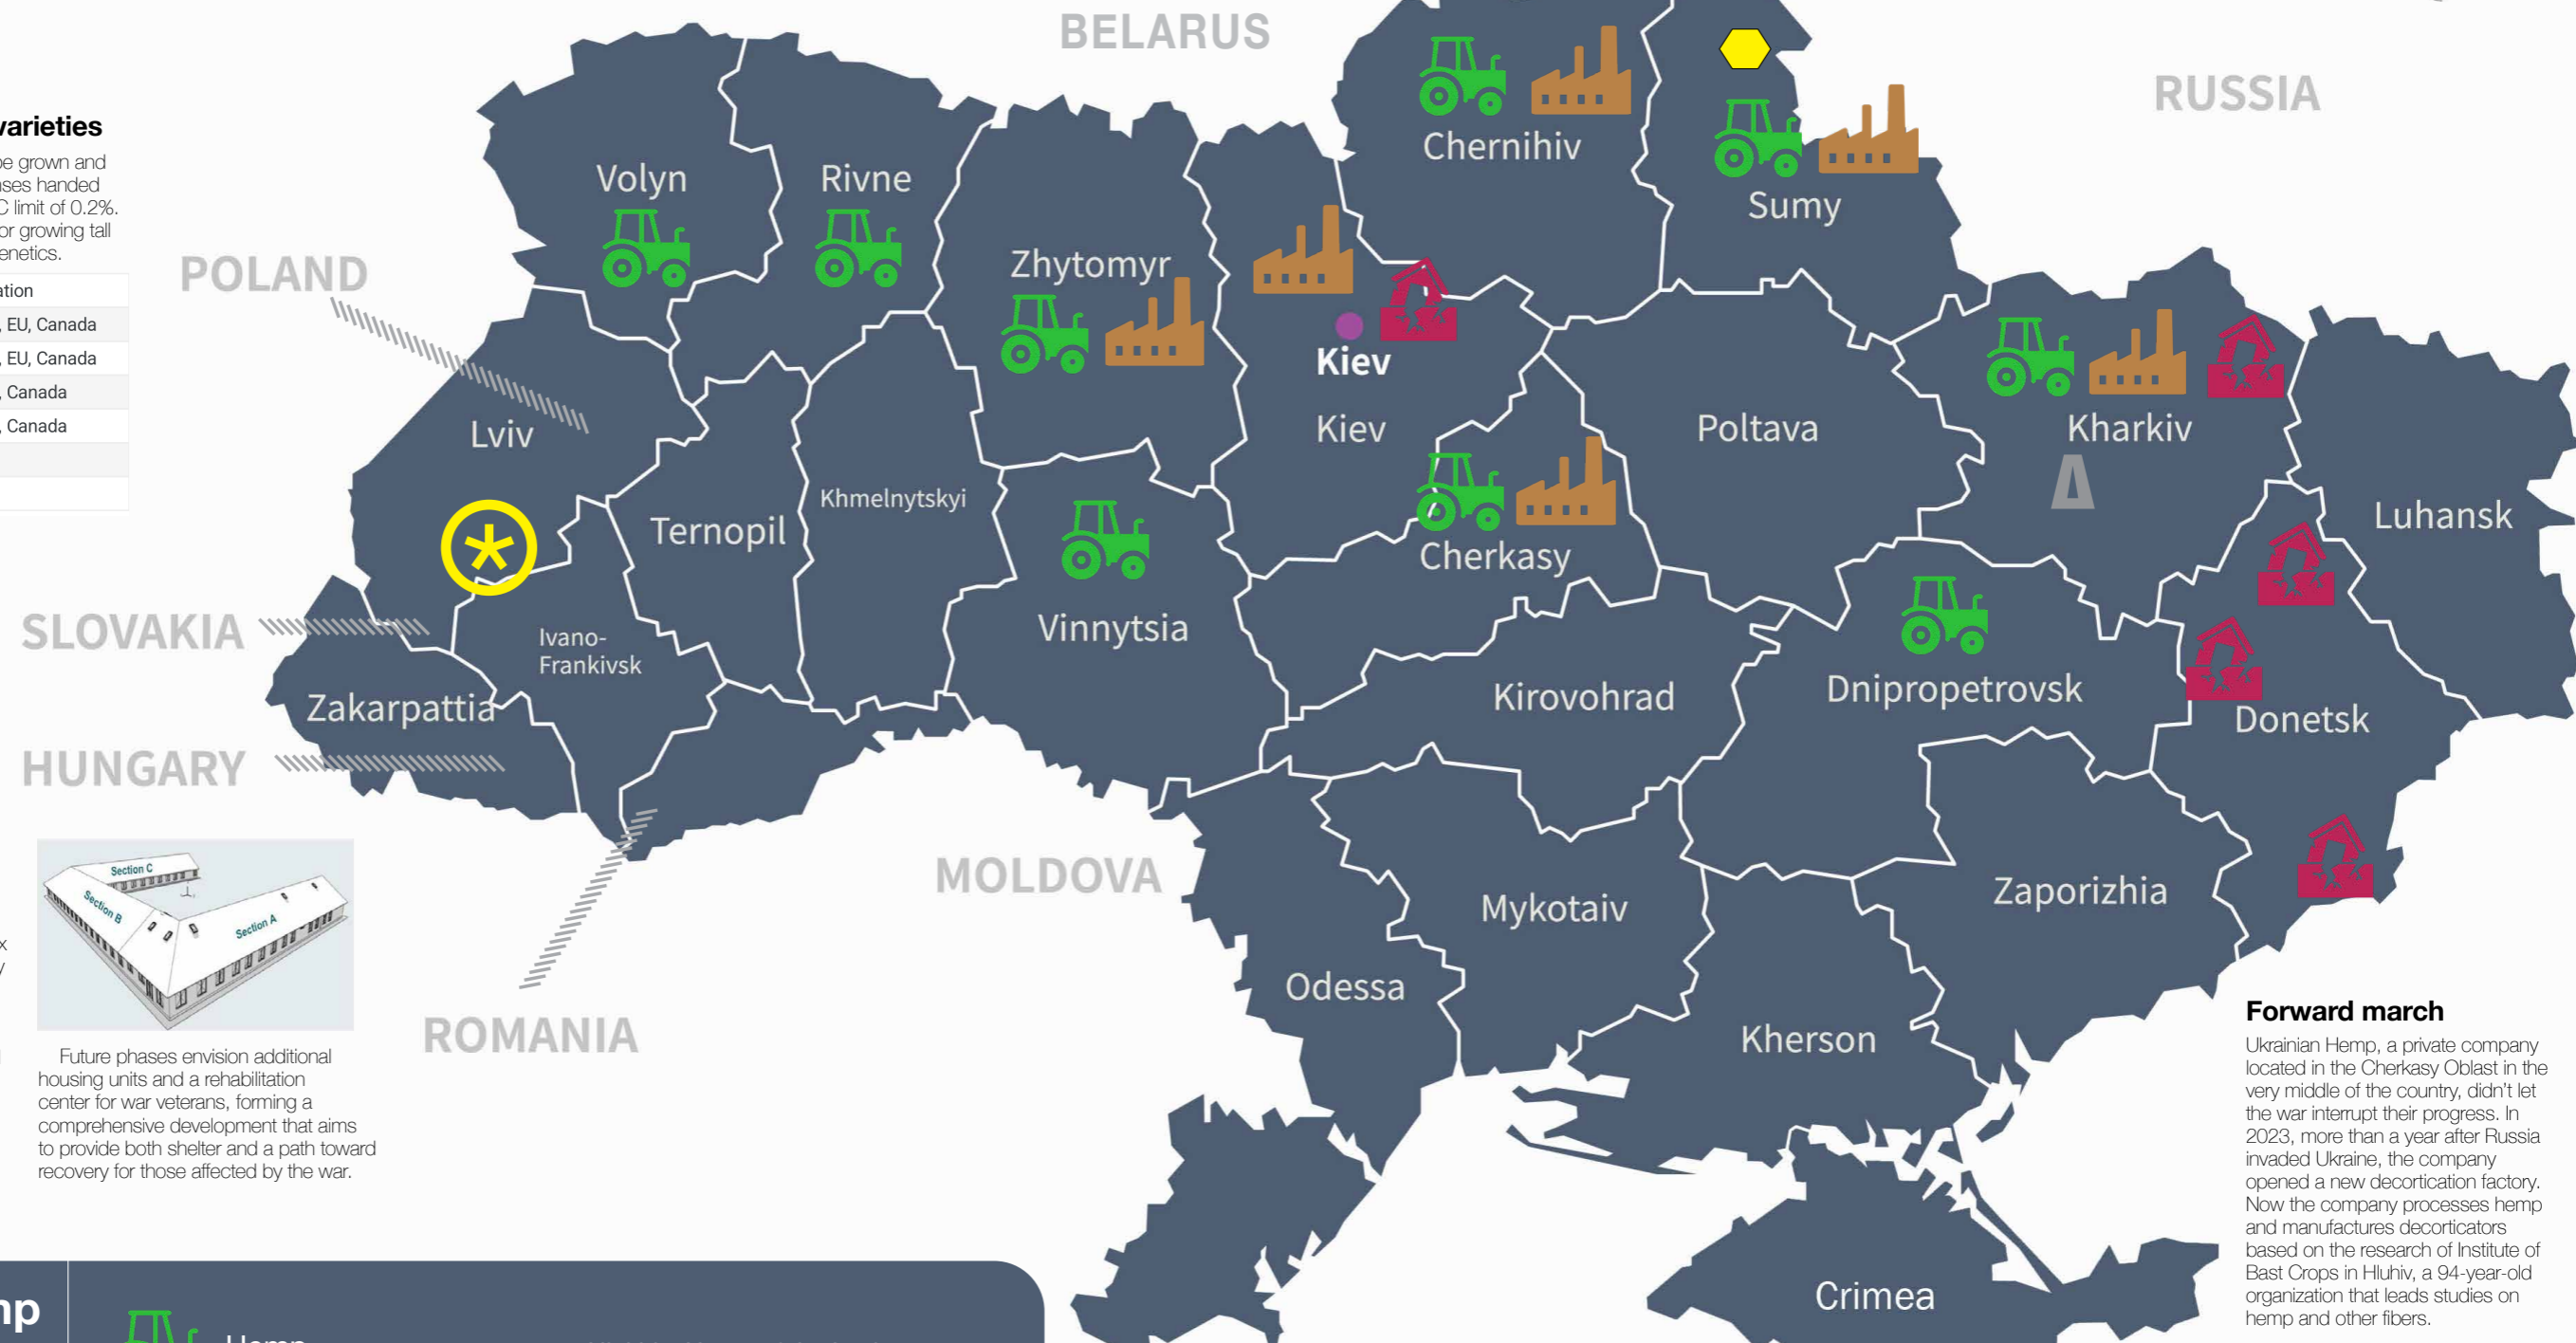 BELARUS
RUSSIA
varieties
be grown and
ses handed
C limit of 0.2%.
or growing tall
enetics.
ation
, EU, Canada
, EU, Canada
, Canada
, Canada
POLAND
SLOVAKIA
HUNGARY
ROMANIA
MOLDOVA
Volyn
Rivne
Zhytomyr
Chernihiv
Sumy
Kiev
Kiev
Lviv
Ternopil
Khmelnytskyi
Vinnytsia
Cherkasy
Poltava
Kharkiv
Luhansk
Ivano-
Frankivsk
Zakarpattia
Kirovohrad
Dnipropetrovsk
Donetsk
Mykotaiv
Zaporizhia
Odessa
Kherson
Crimea
Section C
Section B
Section A
x
y
Future phases envision additional
housing units and a rehabilitation
center for war veterans, forming a
comprehensive development that aims
to provide both shelter and a path toward
recovery for those affected by the war.
Forward march
Ukrainian Hemp, a private company
located in the Cherkasy Oblast in the
very middle of the country, didn't let
the war interrupt their progress. In
2023, more than a year after Russia
invaded Ukraine, the company
opened a new decortication factory.
Now the company processes hemp
and manufactures decorticators
based on the research of Institute of
Bast Crops in Hluhiv, a 94-year-old
organization that leads studies on
hemp and other fibers.
mp
Hemp